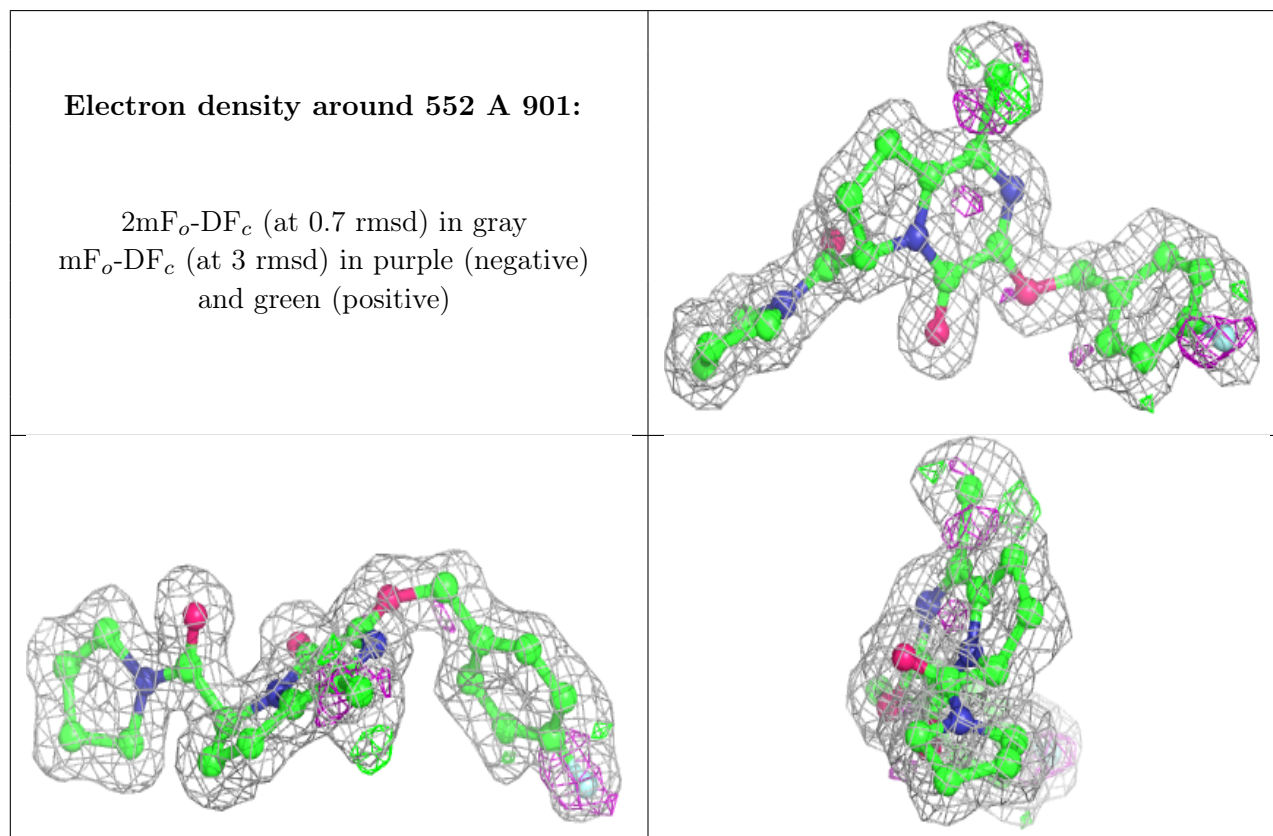 Electron density around 552 A 901:
2mFo-DFc (at 0.7 rmsd) in gray
mFo-DFc (at 3 rmsd) in purple (negative)
and green (positive)